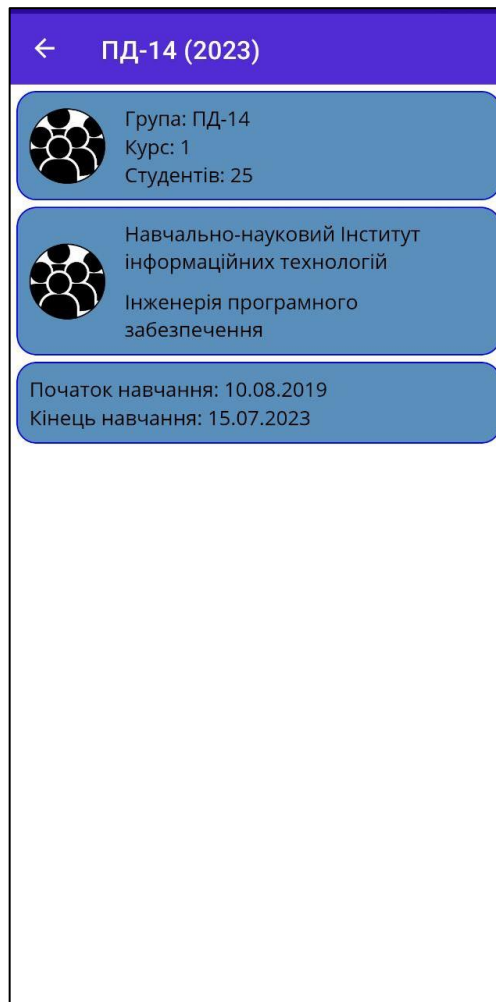 ПД-14 (2023)
Група: ПД-14
Курс: 1
Студентів: 25
Навчально-науковий Інститут
інформаційних технологій
Інженерія програмного
забезпечення
Початок навчання: 10.08.2019
Кінець навчання: 15.07.2023